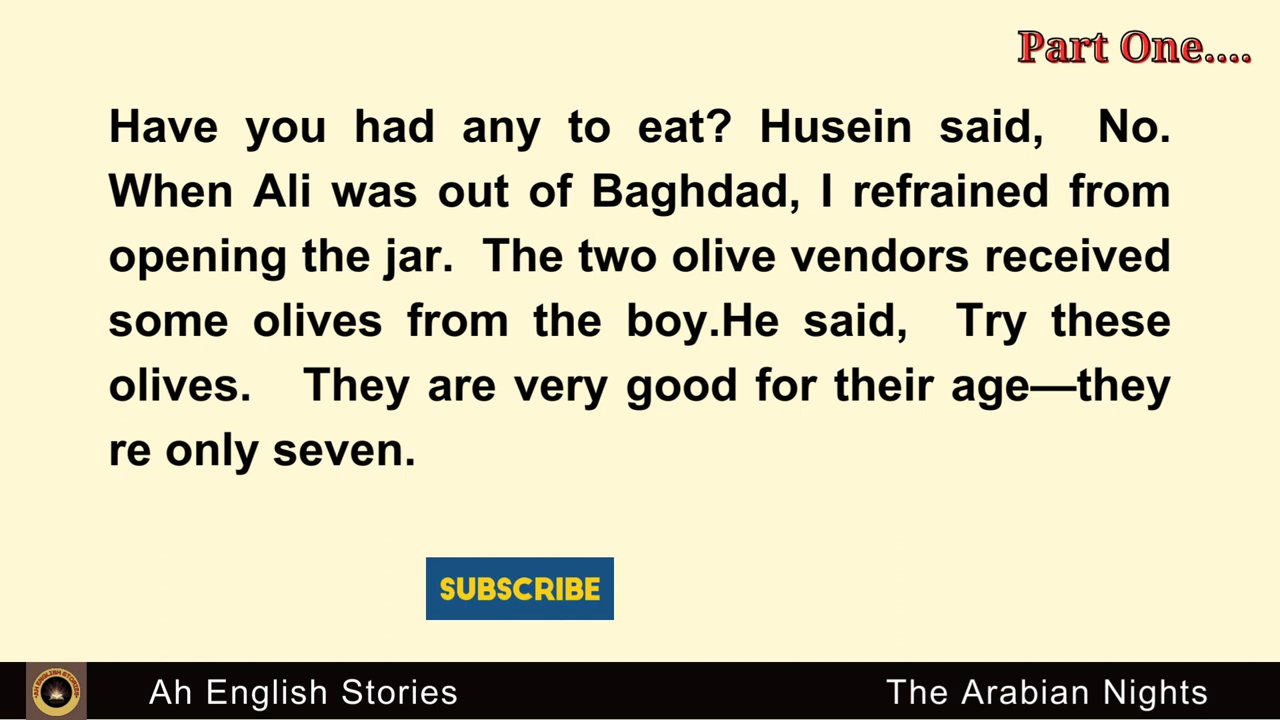 Part One....
Have you had any to eat? Husein said, No.
When Ali was out of Baghdad, I refrained from
opening the jar. The two olive vendors received
some olives from the boy.He said, Try these
olives. They are very good for their age—they
re only seven.
SUBSCRIBE
Ah English Stories
The Arabian Nights